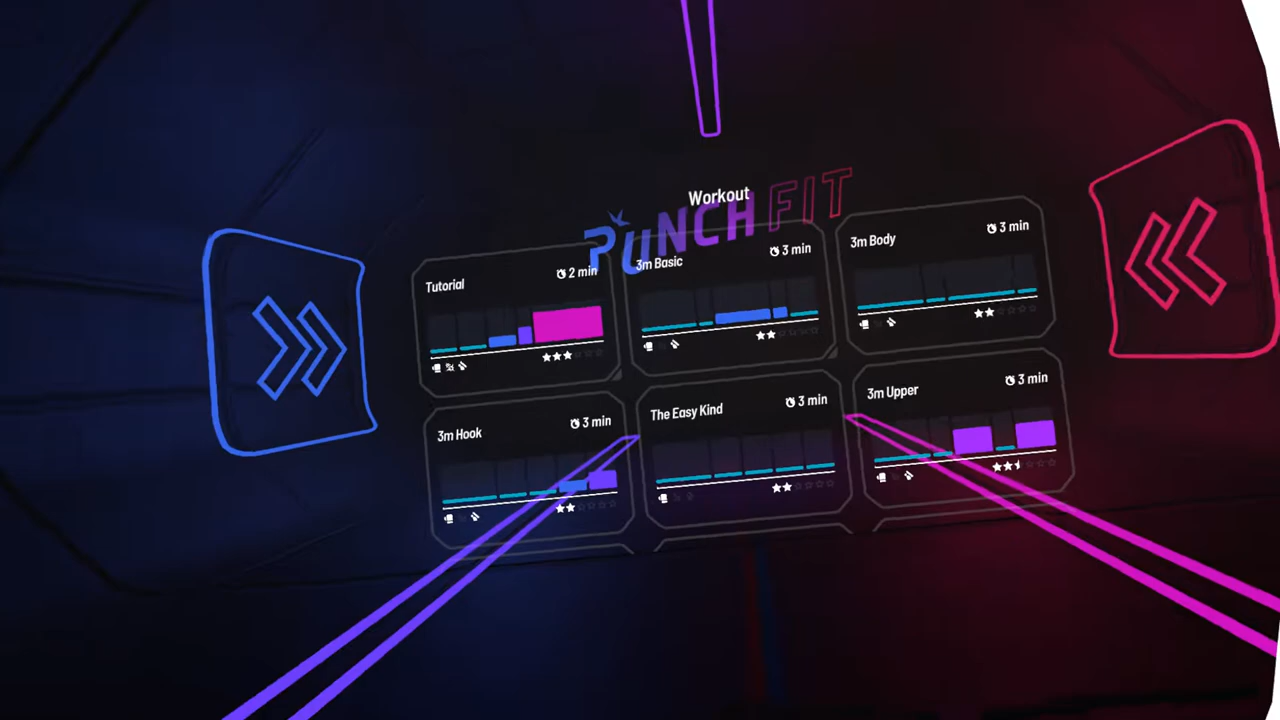 Workout
PUNCH FIT
Tutorial
2 min
3m Basic
3 min
3m Body
3 min
3m Hook
3 min
The Easy Kind
3 min
3m Upper
3 min